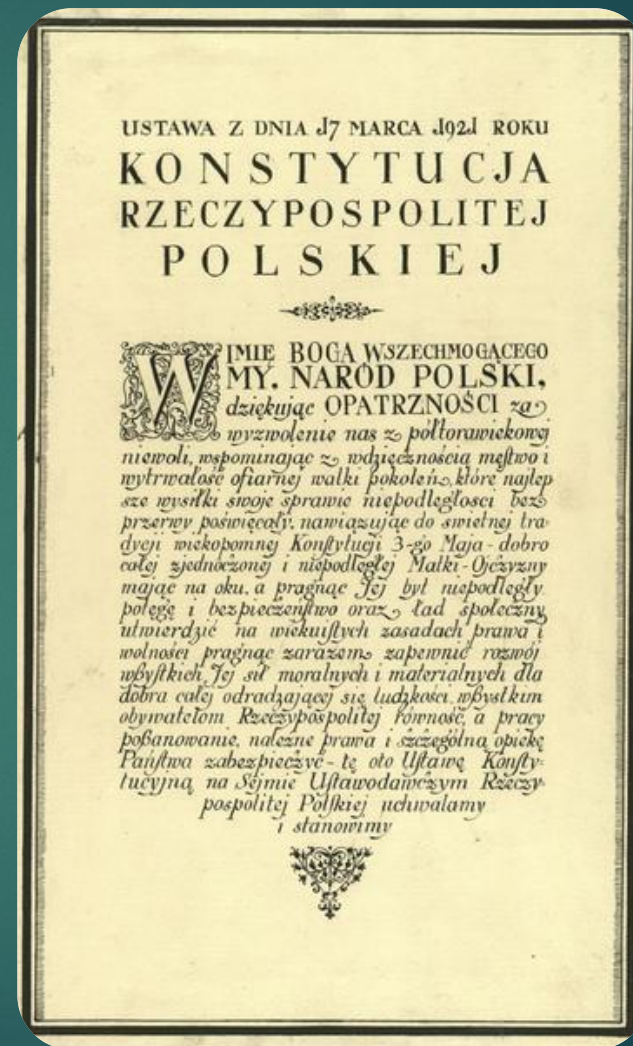 USTAWA Z DNIA 17 MARCA 1921 ROKU
KONSTYTUCJA
RZECZYPOSPOLITEJ
POLSKIEJ
W IMIE BOGA WSZECHMOGĄCEGO
MY, NARÓD POLSKI,
dziękując OPATRZNOŚCI za
wyzwolenie nas z półtorawiekowej
niewoli, wspominając z wdzięcznością męstwo i
wytrwałość ofiarnej walki pokoleń, które najlep
sze wysiłki swoje sprawie niepodległości bez
przerwy poświęcały, nawiązując do świetnej tra-
dycji wiekopomnej Konstytucji 3-go Maja - dobro
całej zjednoczonej i niepodległej Matki-Ojczyzny
mając na oku, a pragnąc Jej byt niepodległy,
potęgę i bezpieczeństwo oraz ład społeczny
utwierdzić na wiekuistych zasadach prawa i
wolności pragnąc zarazem zapewnić rozwój
wszystkich Jej sił moralnych i materialnych dla
dobra całej odradzającej się ludzkości, wszystkim
obywatelom Rzeczypospolitej równość, a pracy
poszanowanie, należne prawa i szczególną opiekę
Państwa zabezpieczyć - tę oto Ustawę Konsty-
tucyjną na Sejmie Ustawodawczym Rzeczy-
pospolitej Polskiej uchwalamy
i stanowimy